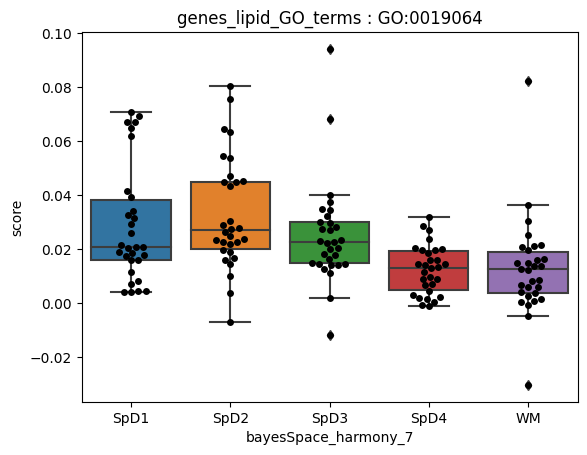 genes_lipid_GO_terms : GO:0019064
score
0.10
0.08
0.06
0.04
0.02
0.00
−0.02
SpD1 SpD2 SpD3 SpD4 WM
bayesSpace_harmony_7